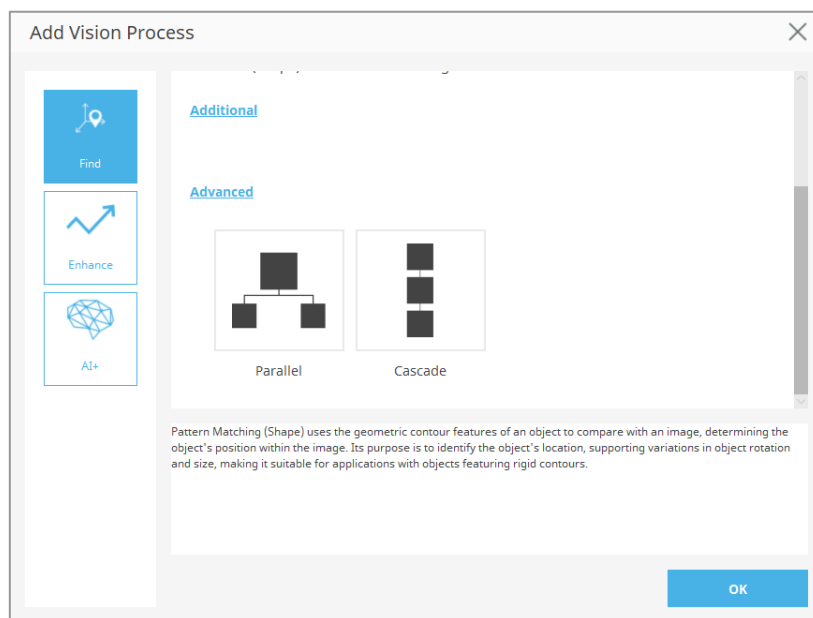 Add Vision Process
Find
Enhance
AI+
Additional
Advanced
Parallel
Cascade
Pattern Matching (Shape) uses the geometric contour features of an object to compare with an image, determining the
object's position within the image. Its purpose is to identify the object's location, supporting variations in object rotation
and size, making it suitable for applications with objects featuring rigid contours.
OK